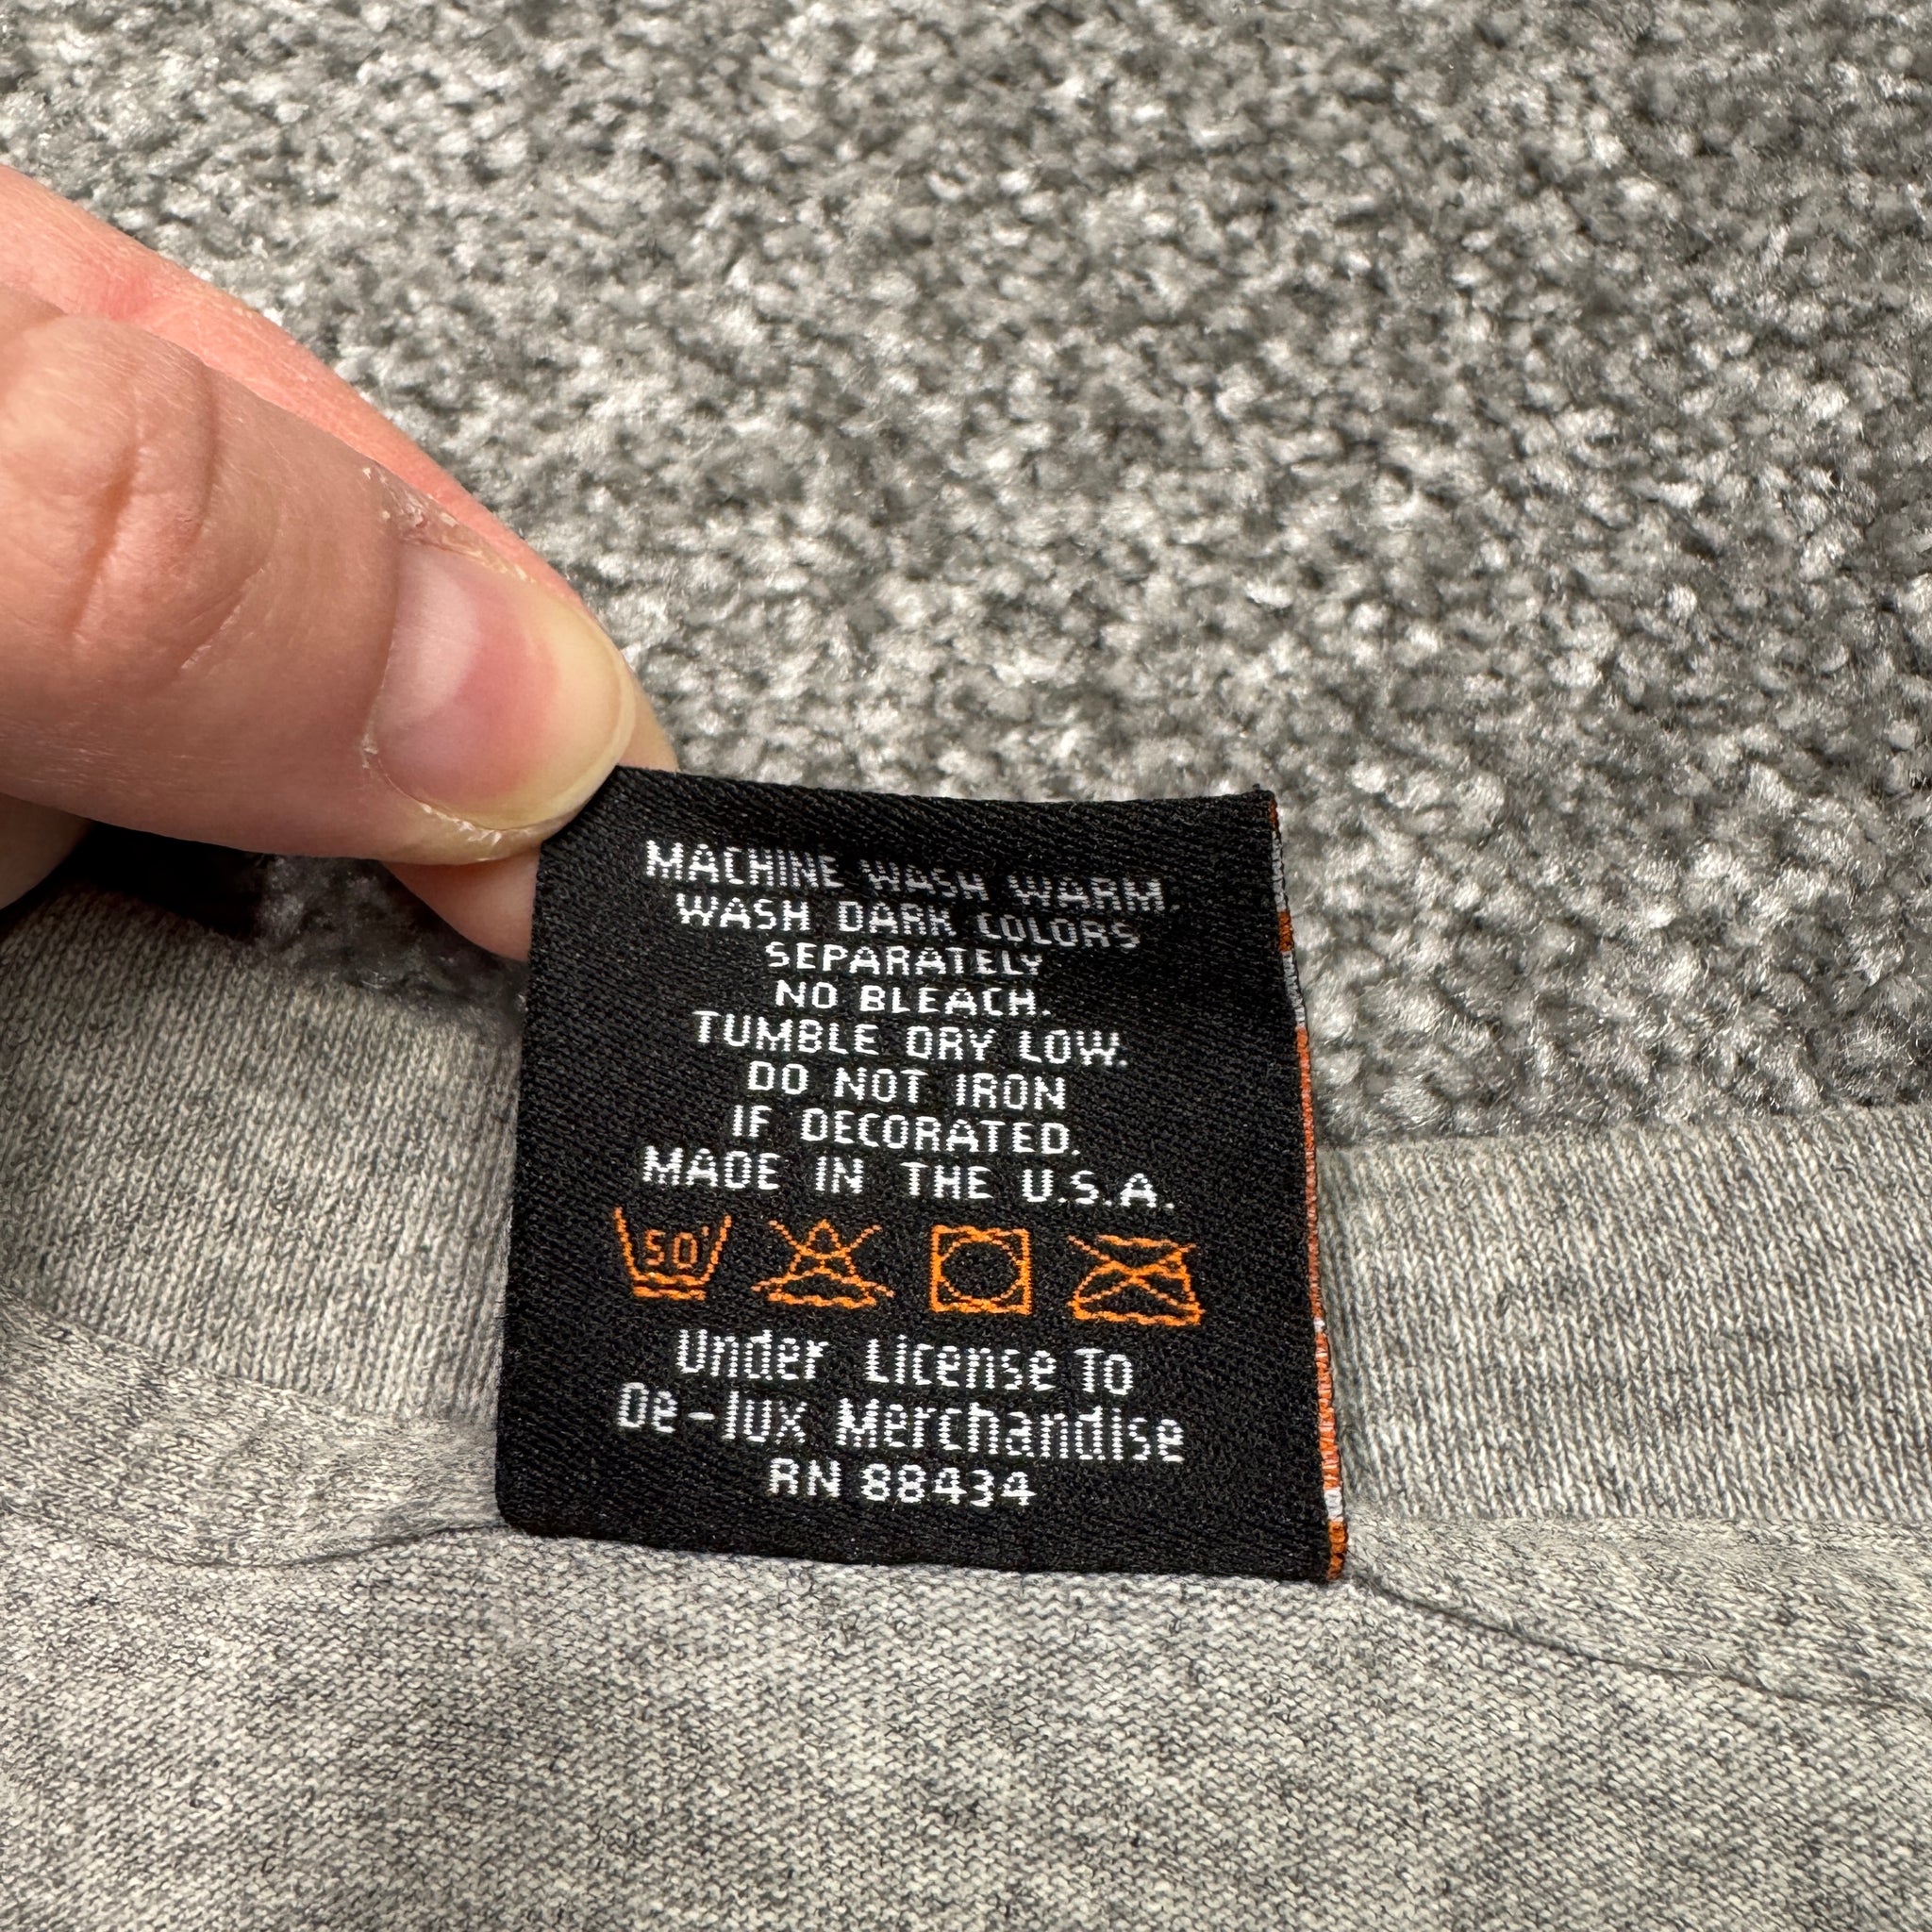 MACHINE WASH WARM.
WASH DARK COLORS
SEPARATELY
NO BLEACH.
TUMBLE DRY LOW.
DO NOT IRON
IF DECORATED.
MADE IN THE U.S.A.
50°
Under License To
De-lux Merchandise
RN 88434